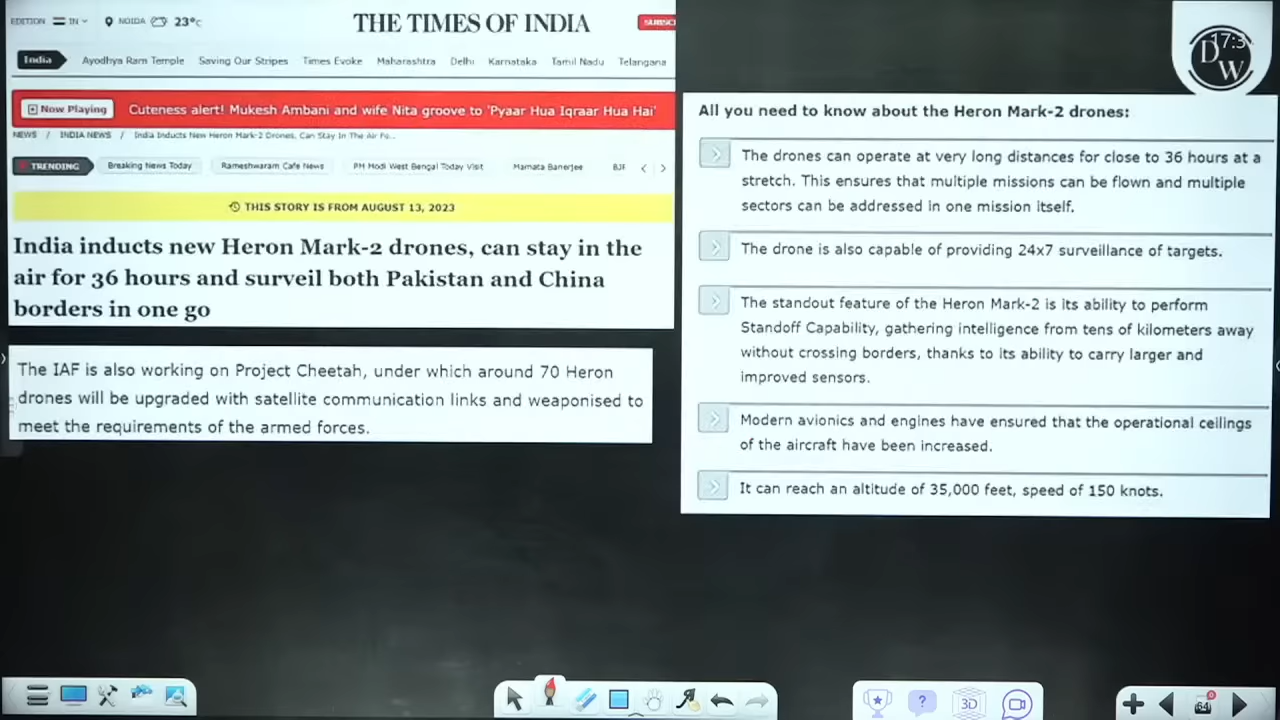 EDITION IN NOIDA 23°C THE TIMES OF INDIA
India Ayodhya Ram Temple Saving Our Stripes Times Evoke Maharashtra Delhi Karnataka Tamil Nadu Telangana
Now Playing Cuteness alert! Mukesh Ambani and wife Nita groove to 'Pyaar Hua Iqraar Hua Hai'
NEWS / INDIA NEWS / India Inducts New Heron Mark-2 Drones, Can Stay In The Air Fo...
TRENDING Breaking News Today Rameshwaram Cafe News PM Modi West Bengal Today Visit Mamata Banerjee BJF
THIS STORY IS FROM AUGUST 13, 2023
India inducts new Heron Mark-2 drones, can stay in the
air for 36 hours and surveil both Pakistan and China
borders in one go
The IAF is also working on Project Cheetah, under which around 70 Heron
drones will be upgraded with satellite communication links and weaponised to
meet the requirements of the armed forces.
17:3
DW
All you need to know about the Heron Mark-2 drones:
The drones can operate at very long distances for close to 36 hours at a
stretch. This ensures that multiple missions can be flown and multiple
sectors can be addressed in one mission itself.
The drone is also capable of providing 24x7 surveillance of targets.
The standout feature of the Heron Mark-2 is its ability to perform
Standoff Capability, gathering intelligence from tens of kilometers away
without crossing borders, thanks to its ability to carry larger and
improved sensors.
Modern avionics and engines have ensured that the operational ceilings
of the aircraft have been increased.
It can reach an altitude of 35,000 feet, speed of 150 knots.
3D
64